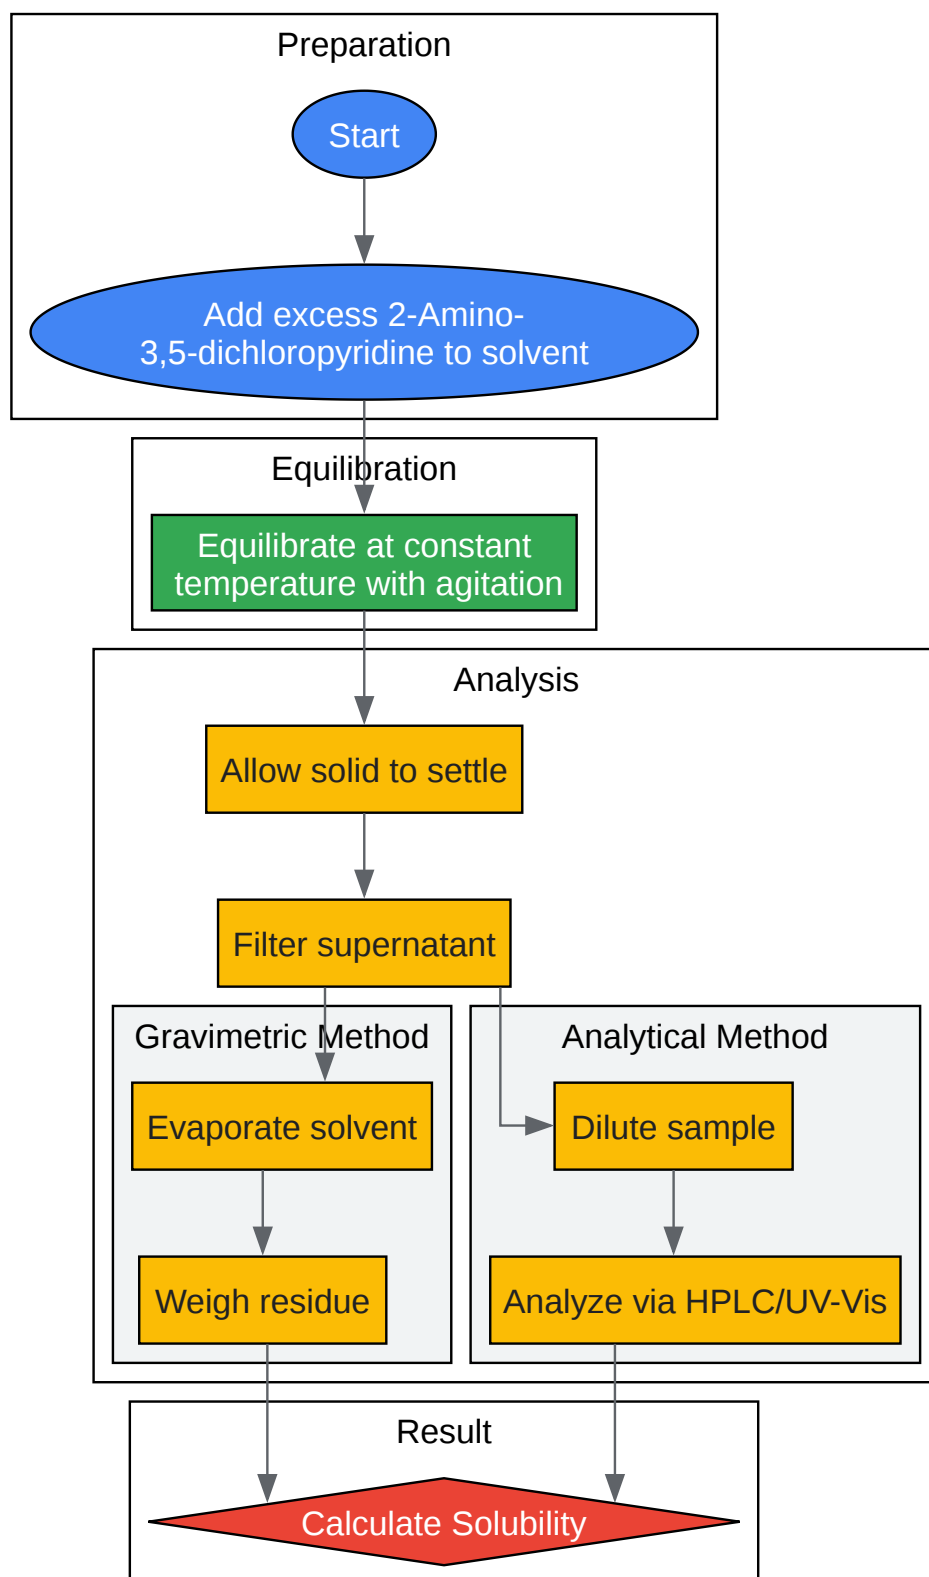 Preparation
Start
Add excess 2-Amino-
3,5-dichloropyridine to solvent
Equilibration
Equilibrate at constant
temperature with agitation
Analysis
Allow solid to settle
Filter supernatant
Gravimetric Method
Analytical Method
Evaporate solvent
Dilute sample
Weigh residue
Analyze via HPLC/UV-Vis
Result
Calculate Solubility